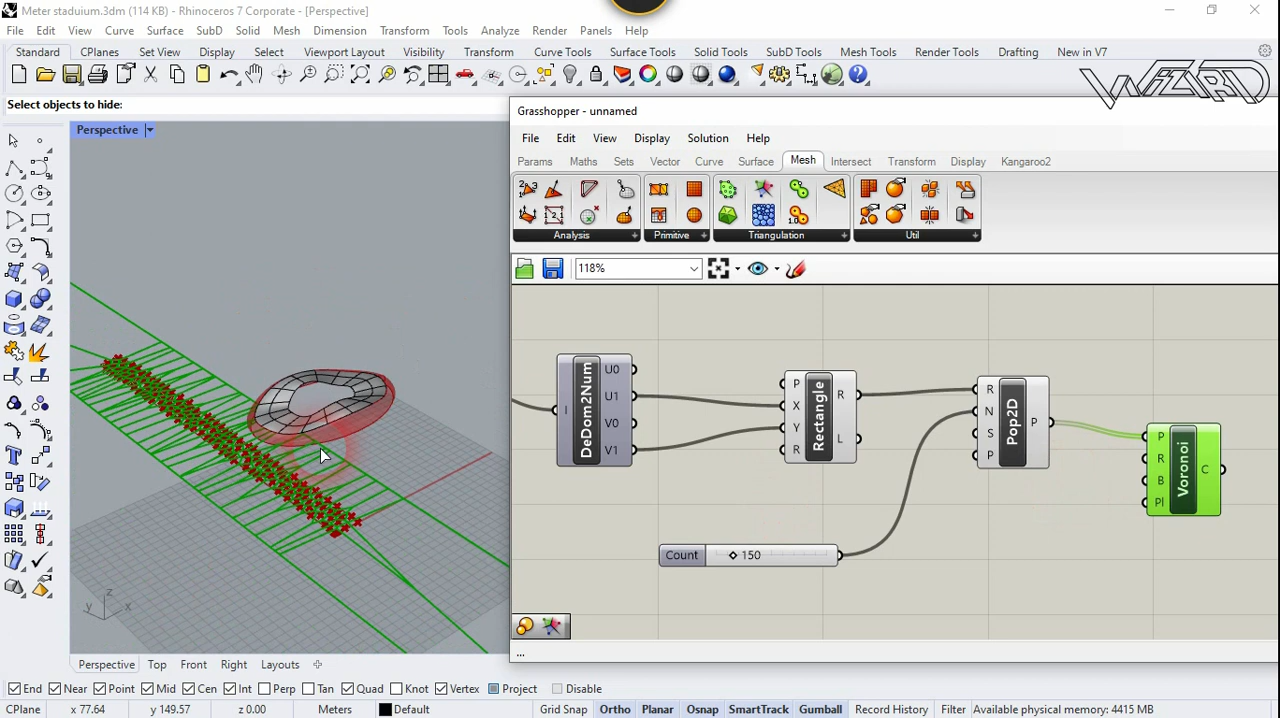 Meter staduium.3dm (114 KB) - Rhinoceros 7 Corporate - [Perspective]
File Edit View Curve Surface SubD Solid Mesh Dimension Transform Tools Analyze Render Panels Help
Standard CPlanes Set View Display Select Viewport Layout Visibility Transform Curve Tools Surface Tools Solid Tools SubD Tools Mesh Tools Render Tools Drafting New in V7
WIZARD
Select objects to hide:
Perspective
Grasshopper - unnamed
File Edit View Display Solution Help
Params Maths Sets Vector Curve Surface Mesh Intersect Transform Display Kangaroo2
Analysis Primitive Triangulation Util
118%
DeDom2Num I U0 U1 V0 V1
Rectangle P X Y R R L
Pop2D R N S P P
Voronoi P R B Pl C
Count 150
...
z y x
Perspective Top Front Right Layouts
End Near Point Mid Cen Int Perp Tan Quad Knot Vertex Project Disable
CPlane x 77.64 y 149.57 z 0.00 Meters Default Grid Snap Ortho Planar Osnap SmartTrack Gumball Record History Filter Available physical memory: 4415 MB